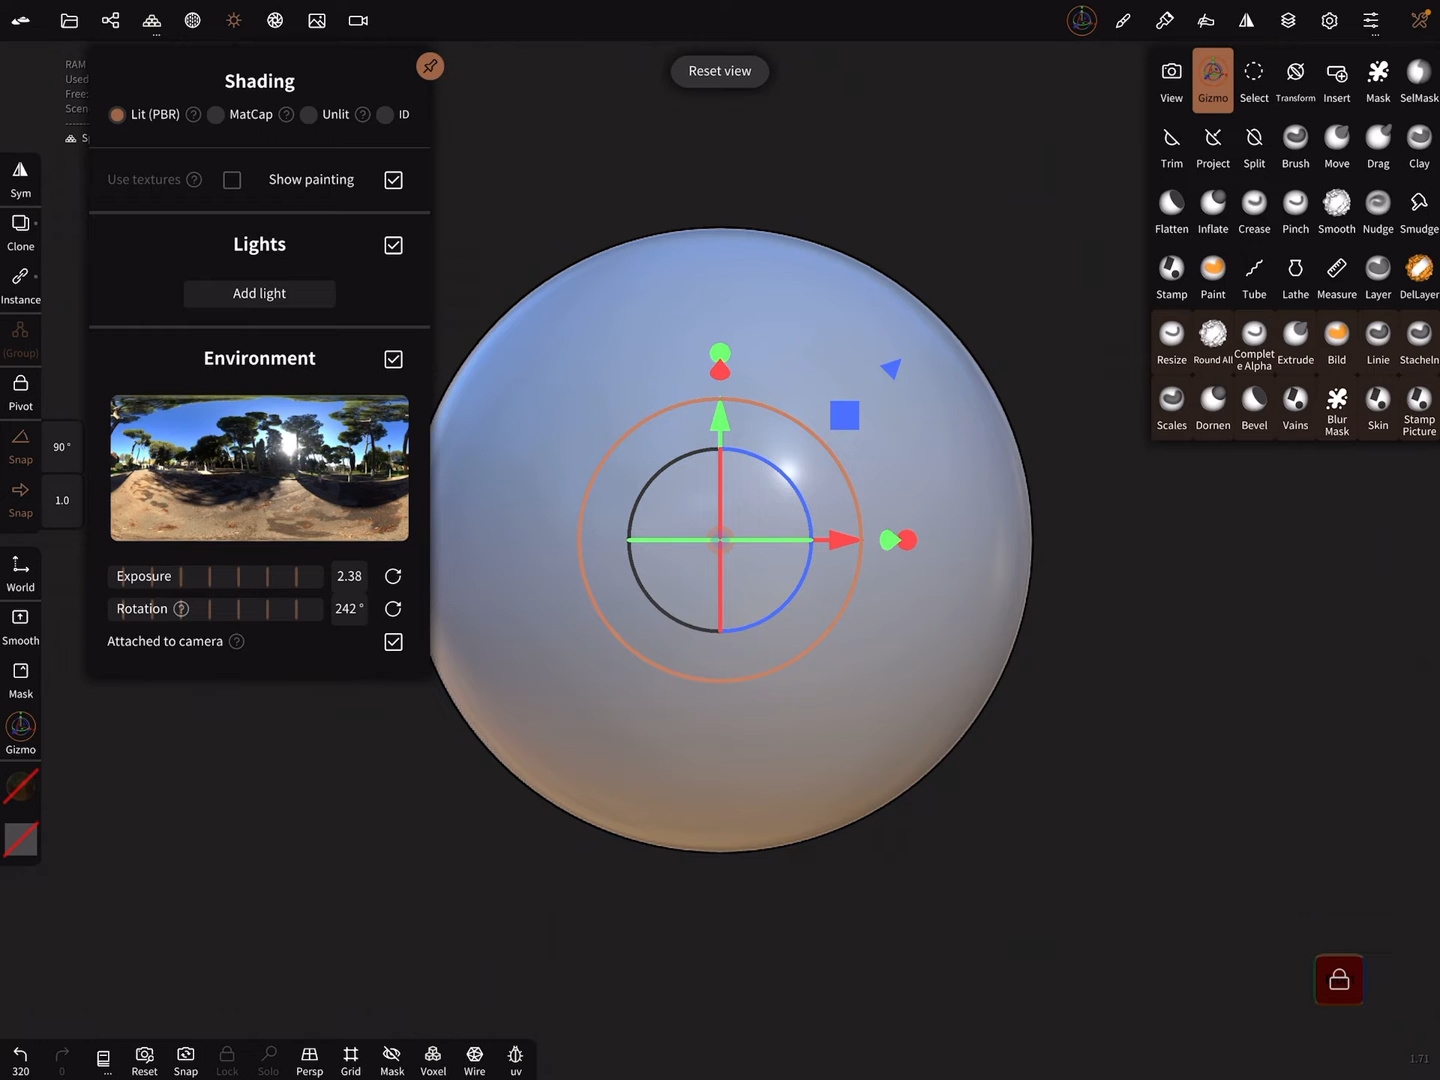 Reset view
RAM
Used
Free:
Scen
Shading
Lit (PBR) ? MatCap ? Unlit ? ID
Use textures ? Show painting
Lights
Add light
Environment
Exposure 2.38
Rotation ? 242 °
Attached to camera ?
Sym
Clone
Instance
(Group)
Pivot
Snap 90 °
Snap 1.0
World
Smooth
Mask
Gizmo
View Gizmo Select Transform Insert Mask SelMask
Trim Project Split Brush Move Drag Clay
Flatten Inflate Crease Pinch Smooth Nudge Smudge
Stamp Paint Tube Lathe Measure Layer DelLayer
Resize Round All Complet
e Alpha Extrude Bild Linie Stacheln
Scales Dornen Bevel Vains Blur
Mask Skin Stamp
Picture
320 0 ... Reset Snap Lock Solo Persp Grid Mask Voxel Wire uv
1.71